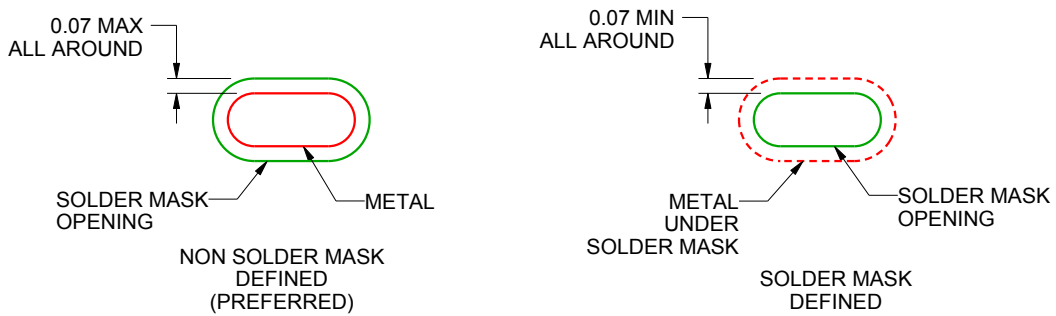 0.07 MAX
ALL AROUND
SOLDER MASK
OPENING
METAL
NON SOLDER MASK
DEFINED
(PREFERRED)
0.07 MIN
ALL AROUND
METAL
UNDER
SOLDER MASK
SOLDER MASK
OPENING
SOLDER MASK
DEFINED